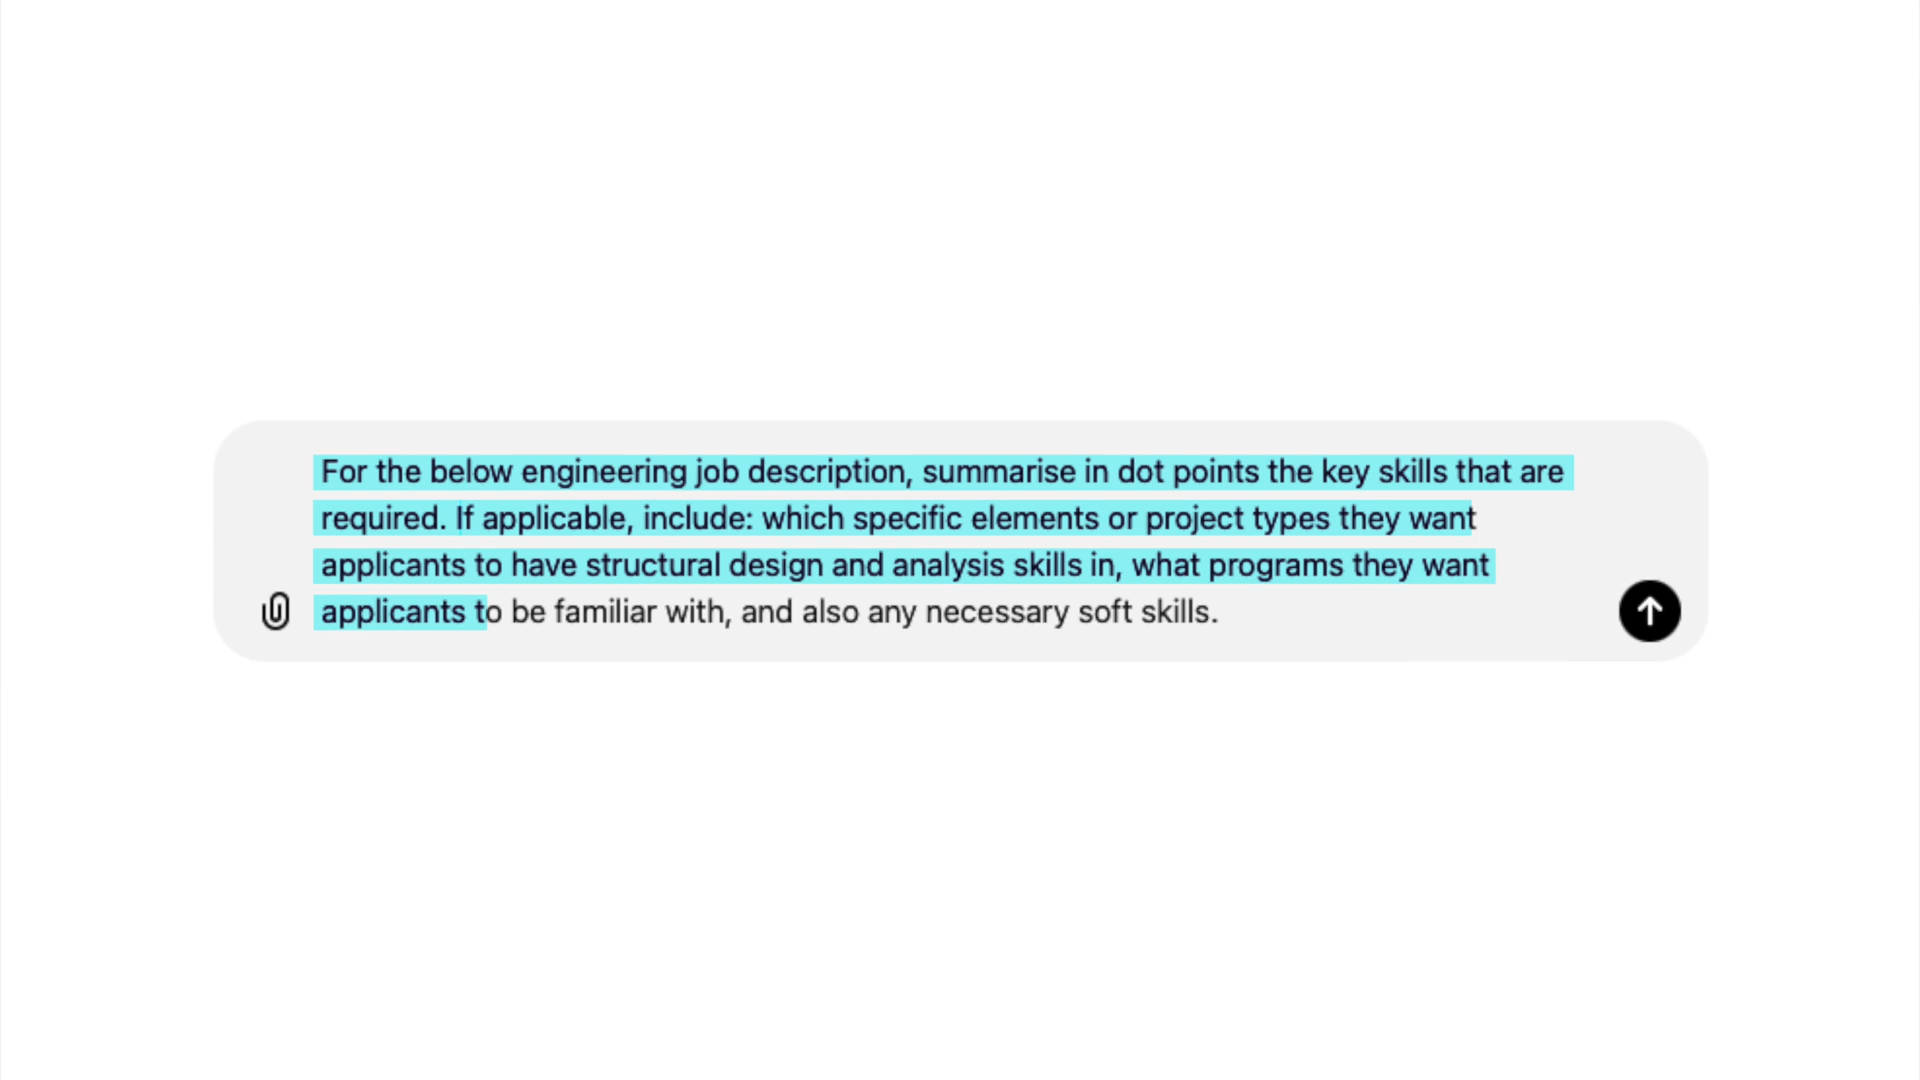 For the below engineering job description, summarise in dot points the key skills that are
required. If applicable, include: which specific elements or project types they want
applicants to have structural design and analysis skills in, what programs they want
applicants to be familiar with, and also any necessary soft skills.